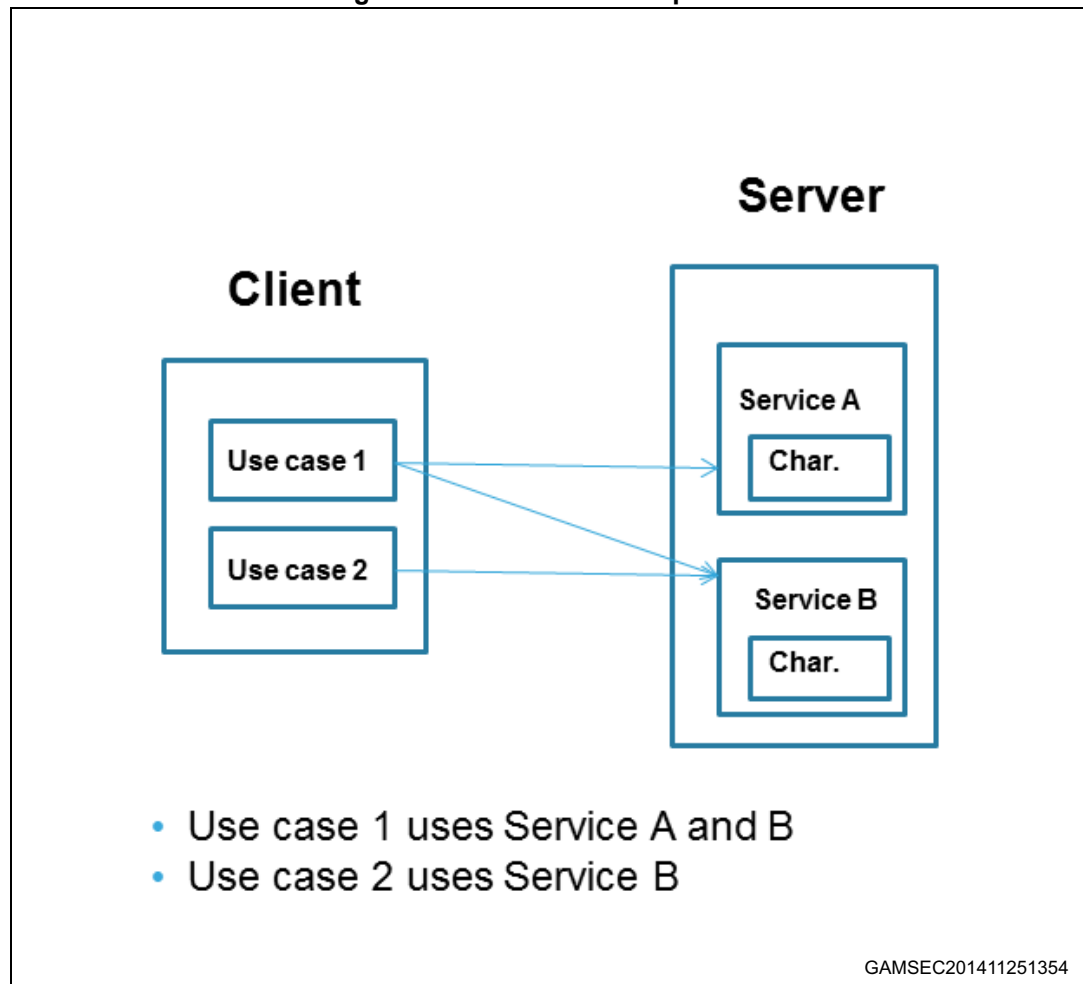 Server
Client
Service A
Char.
Use case 1
Use case 2
Service B
Char.
• Use case 1 uses Service A and B
• Use case 2 uses Service B
GAMSEC201411251354